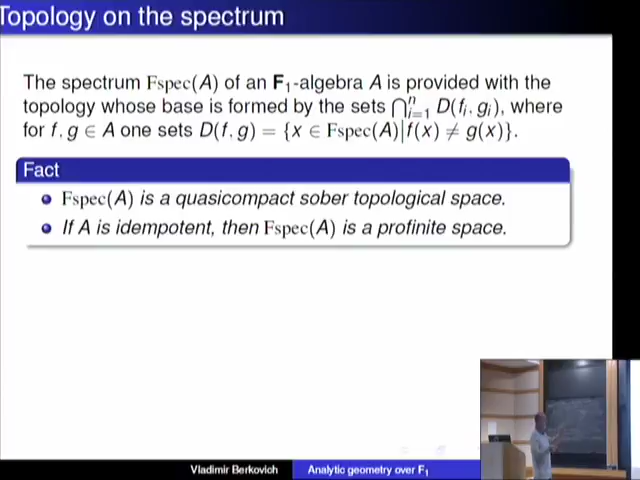 Topology on the spectrum
The spectrum Fspec(A) of an F₁-algebra A is provided with the
topology whose base is formed by the sets ⋂ⁿᵢ₌₁ D(fᵢ, gᵢ), where
for f, g ∈ A one sets D(f, g) = {x ∈ Fspec(A)|f(x) ≠ g(x)}.
Fact
Fspec(A) is a quasicompact sober topological space.
If A is idempotent, then Fspec(A) is a profinite space.
Vladimir Berkovich
Analytic geometry over F₁